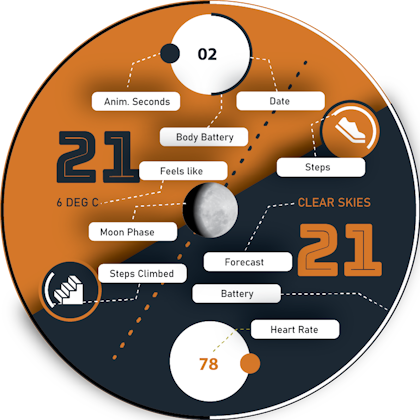 02
Anim. Seconds
Date
Body Battery
21
Feels like
Steps
6 DEG C
CLEAR SKIES
Moon Phase
21
Forecast
Steps Climbed
Battery
Heart Rate
78